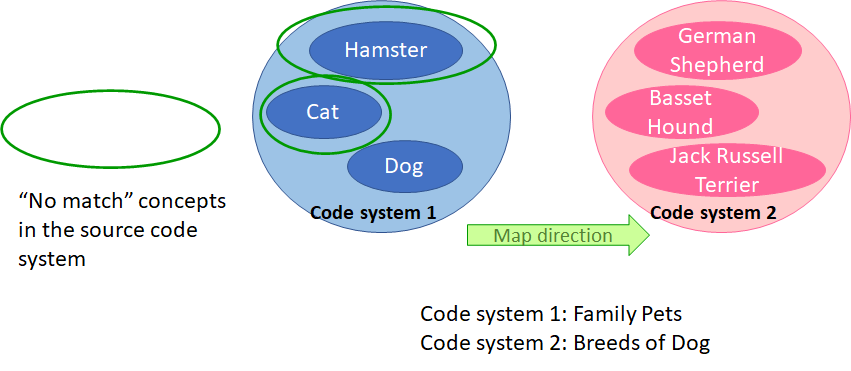 Hamster
Cat
Dog
Code system 1
German
Shepherd
Basset
Hound
Jack Russell
Terrier
Code system 2
Map direction
“No match” concepts
in the source code
system
Code system 1: Family Pets
Code system 2: Breeds of Dog